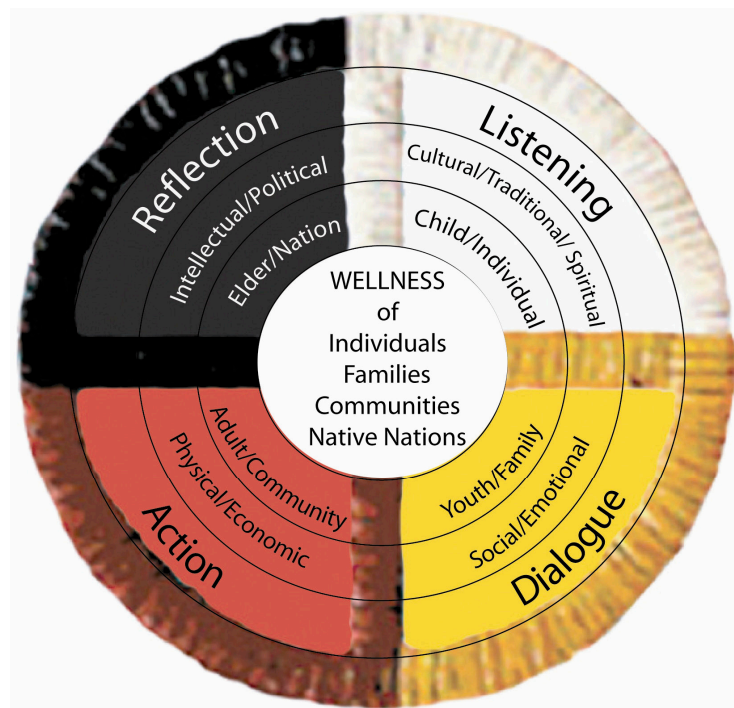 Reflection
Intellectual/Political
Elder/Nation
Listening
Cultural/Traditional/ Spiritual
Child/Individual
WELLNESS
of
Individuals
Families
Communities
Native Nations
Adult/Community
Physical/Economic
Action
Youth/Family
Social/Emotional
Dialogue